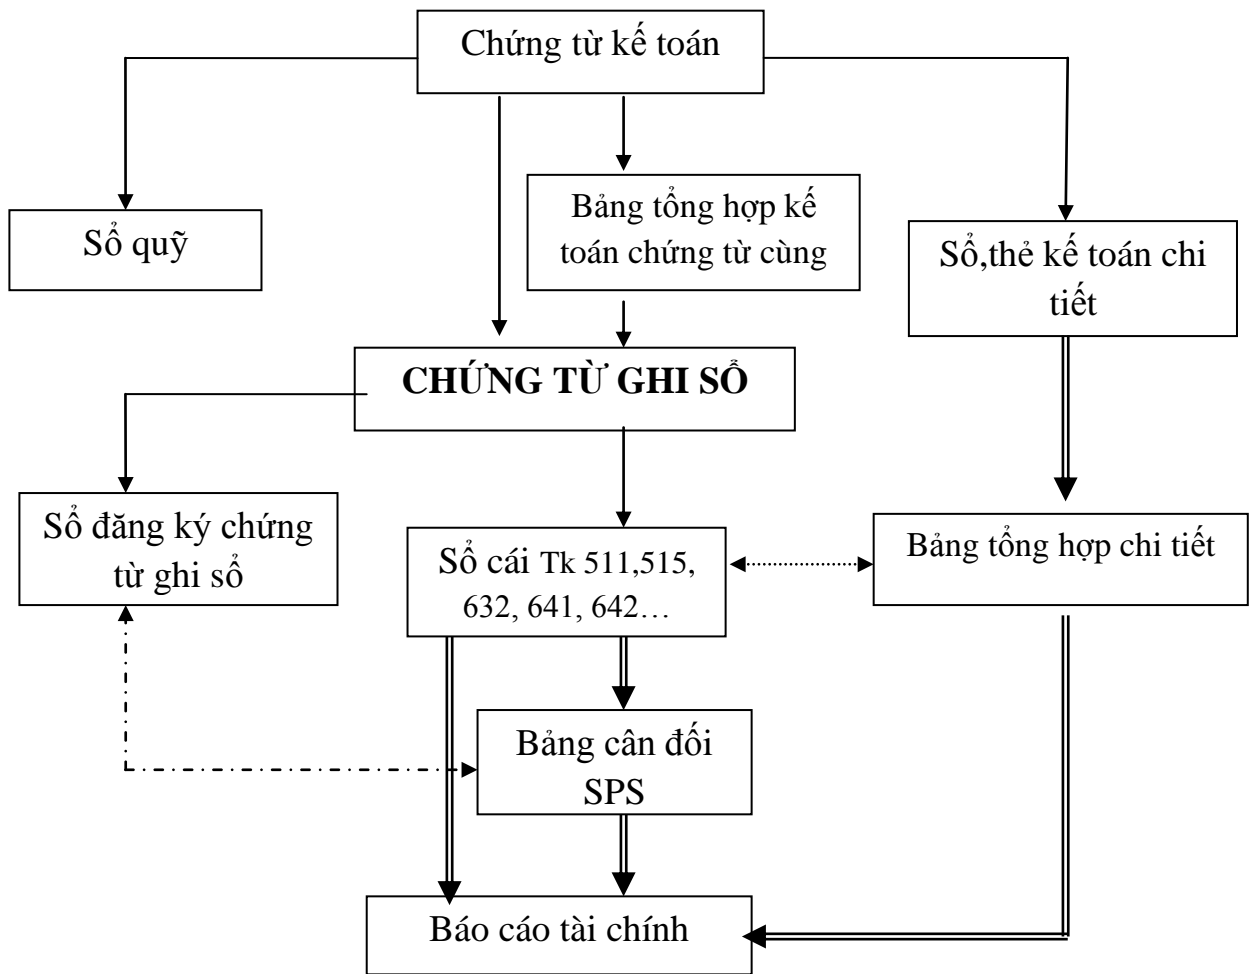 Chứng từ kế toán
Sổ quỹ
Bảng tổng hợp kế
toán chứng từ cùng
Sổ,thẻ kế toán chi
tiết
CHỨNG TỪ GHI SỔ
Sổ đăng ký chứng
từ ghi sổ
Sổ cái Tk 511,515,
632, 641, 642…
Bảng tổng hợp chi tiết
Bảng cân đối
SPS
Báo cáo tài chính